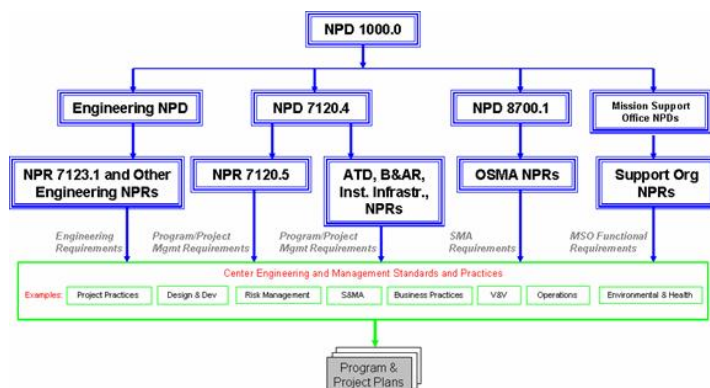 NPD 1000.0
Engineering NPD
NPD 7120.4
NPD 8700.1
Mission Support
Office NPDs
NPR 7123.1 and Other
Engineering NPRs
NPR 7120.5
ATD, B&AR,
Inst. Infrastr.,
NPRs
OSMA NPRs
Support Org
NPRs
Engineering
Requirements
Program/Project
Mgmt Requirements
Program/Project
Mgmt Requirements
SMA
Requirements
MSO Functional
Requirements
Center Engineering and Management Standards and Practices
Examples:
Project Practices
Design & Dev
Risk Management
S&MA
Business Practices
V&V
Operations
Environmental & Health
Program &
Project Plans